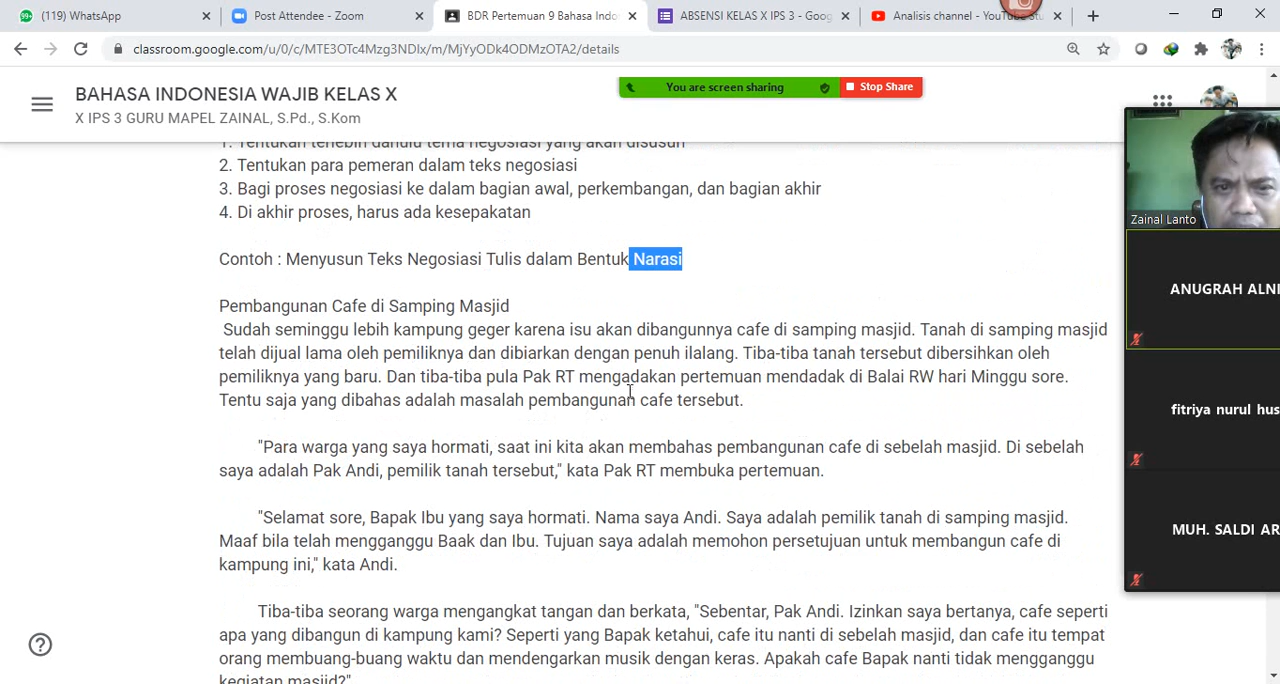 (119) WhatsApp
Post Attendee - Zoom
BDR Pertemuan 9 Bahasa Indo
ABSENSI KELAS X IPS 3 - Goog
Analisis channel - YouTube Stu
classroom.google.com/u/0/c/MTE3OTc4Mzg3NDIx/m/MjYyODk4ODMzOTA2/details
BAHASA INDONESIA WAJIB KELAS X
X IPS 3 GURU MAPEL ZAINAL, S.Pd., S.Kom
You are screen sharing
Stop Share
1. Tentukan terlebih dahulu tema negosiasi yang akan disusun
2. Tentukan para pemeran dalam teks negosiasi
3. Bagi proses negosiasi ke dalam bagian awal, perkembangan, dan bagian akhir
4. Di akhir proses, harus ada kesepakatan
Contoh : Menyusun Teks Negosiasi Tulis dalam Bentuk Narasi
Pembangunan Cafe di Samping Masjid
Sudah seminggu lebih kampung geger karena isu akan dibangunnya cafe di samping masjid. Tanah di samping masjid
telah dijual lama oleh pemiliknya dan dibiarkan dengan penuh ilalang. Tiba-tiba tanah tersebut dibersihkan oleh
pemiliknya yang baru. Dan tiba-tiba pula Pak RT mengadakan pertemuan mendadak di Balai RW hari Minggu sore.
Tentu saja yang dibahas adalah masalah pembangunan cafe tersebut.
"Para warga yang saya hormati, saat ini kita akan membahas pembangunan cafe di sebelah masjid. Di sebelah
saya adalah Pak Andi, pemilik tanah tersebut," kata Pak RT membuka pertemuan.
"Selamat sore, Bapak Ibu yang saya hormati. Nama saya Andi. Saya adalah pemilik tanah di samping masjid.
Maaf bila telah mengganggu Baak dan Ibu. Tujuan saya adalah memohon persetujuan untuk membangun cafe di
kampung ini," kata Andi.
Tiba-tiba seorang warga mengangkat tangan dan berkata, "Sebentar, Pak Andi. Izinkan saya bertanya, cafe seperti
apa yang dibangun di kampung kami? Seperti yang Bapak ketahui, cafe itu nanti di sebelah masjid, dan cafe itu tempat
orang membuang-buang waktu dan mendengarkan musik dengan keras. Apakah cafe Bapak nanti tidak mengganggu
kegiatan masjid?"
Zainal Lanto
ANUGRAH ALNI
fitriya nurul hus
MUH. SALDI AR